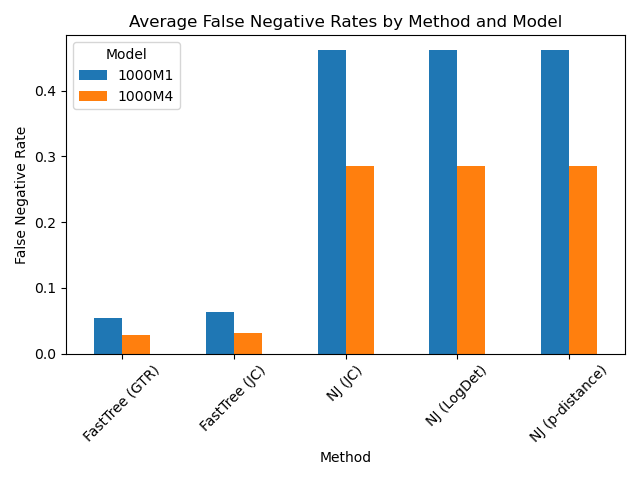 Average False Negative Rates by Method and Model
Model
1000M1
1000M4
False Negative Rate
0.4
0.3
0.2
0.1
0.0
FastTree (GTR)
FastTree (JC)
NJ (JC)
NJ (LogDet)
NJ (p-distance)
Method